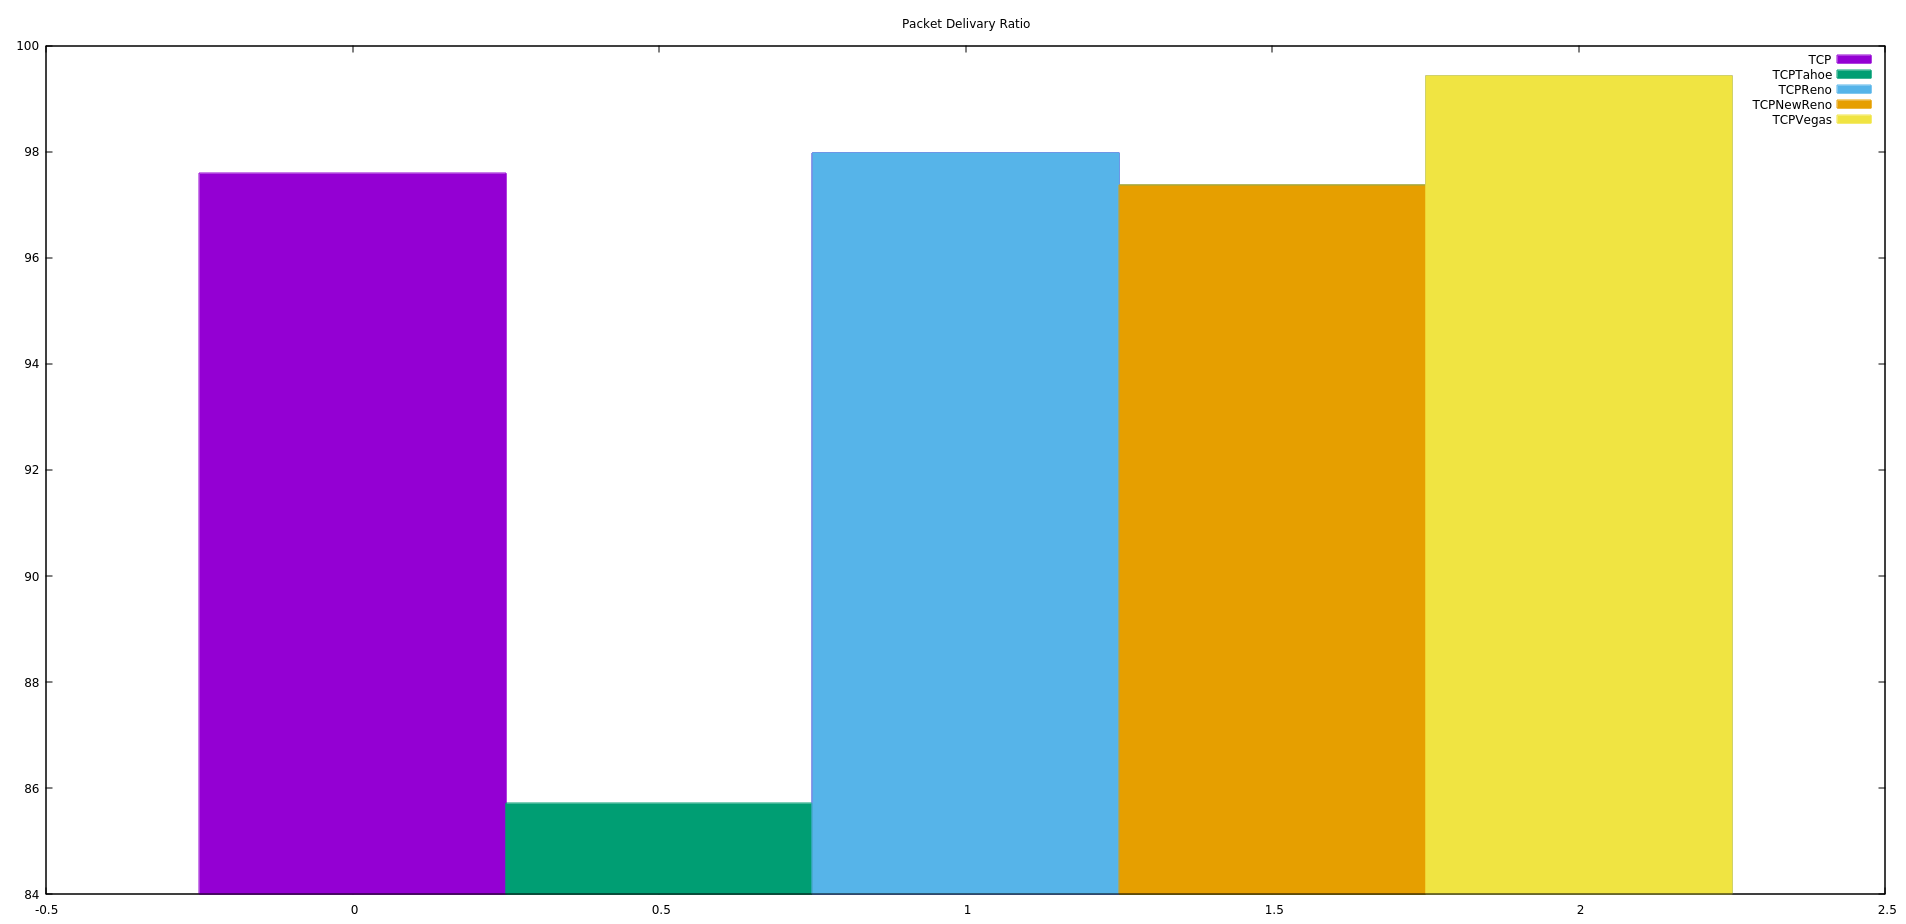 Packet Delivary Ratio
100
98
96
94
92
90
88
86
84
-0.5
0
0.5
1
1.5
2
2.5
TCP
TCPTahoe
TCPReno
TCPNewReno
TCPVegas